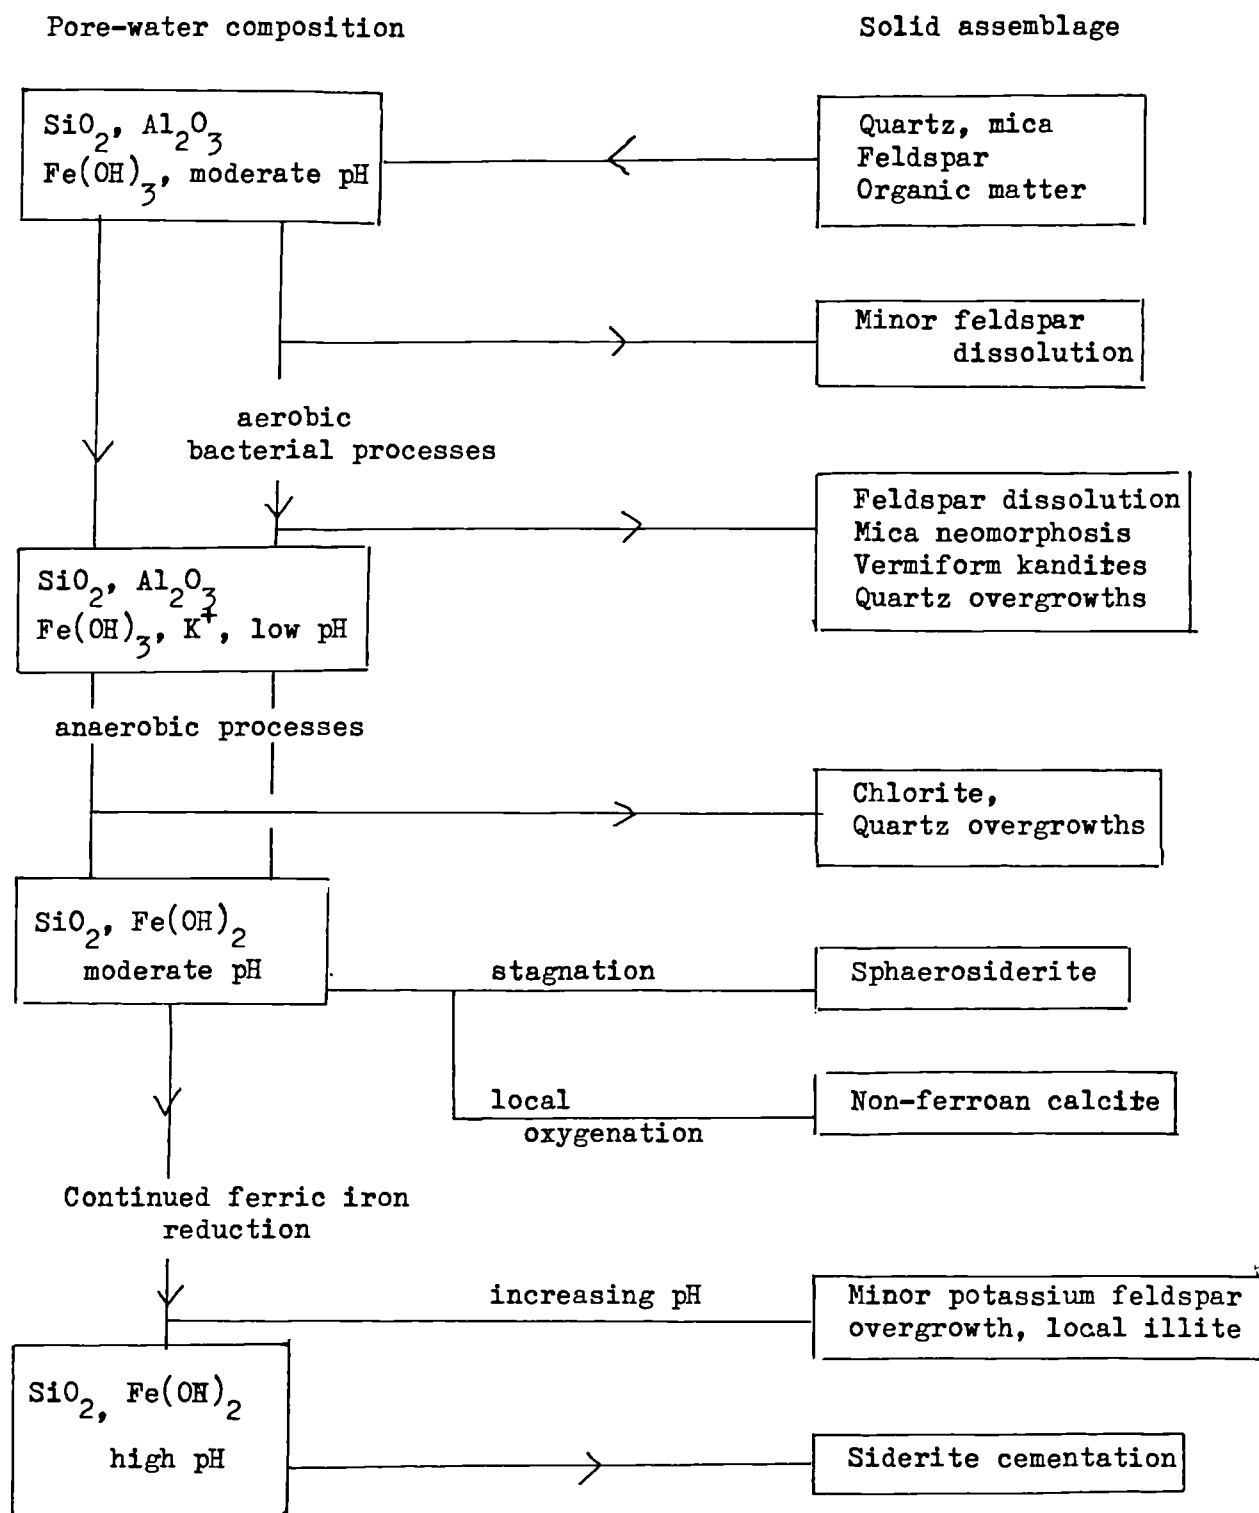 Pore-water composition
Solid assemblage
SiO₂, Al₂O₃
Fe(OH)₃, moderate pH
Quartz, mica
Feldspar
Organic matter
Minor feldspar
dissolution
aerobic
bacterial processes
Feldspar dissolution
Mica neomorphosis
Vermiform kandites
Quartz overgrowths
SiO₂, Al₂O₃
Fe(OH)₃, K⁺, low pH
anaerobic processes
Chlorite,
Quartz overgrowths
SiO₂, Fe(OH)₂
moderate pH
stagnation
Sphaerosiderite
local
oxygenation
Non-ferroan calcite
Continued ferric iron
reduction
increasing pH
Minor potassium feldspar
overgrowth, local illite
SiO₂, Fe(OH)₂
high pH
Siderite cementation